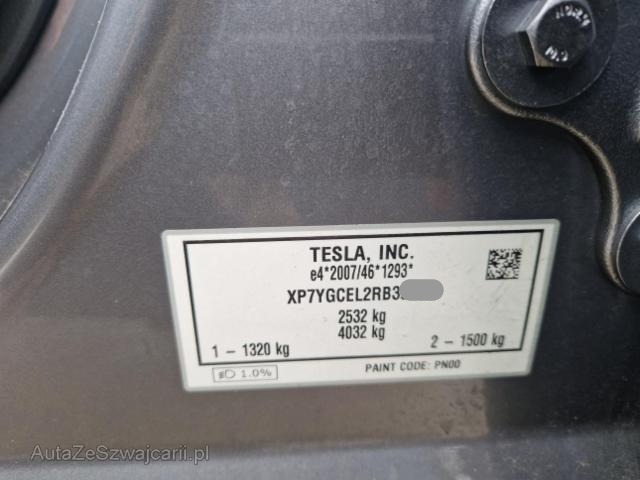 TESLA, INC.
e4*2007/46*1293*
XP7YGCEL2RB3
2532 kg
4032 kg
1 – 1320 kg 2 – 1500 kg
1.0% PAINT CODE: PN00
AutaZeSzwajcarii.pl